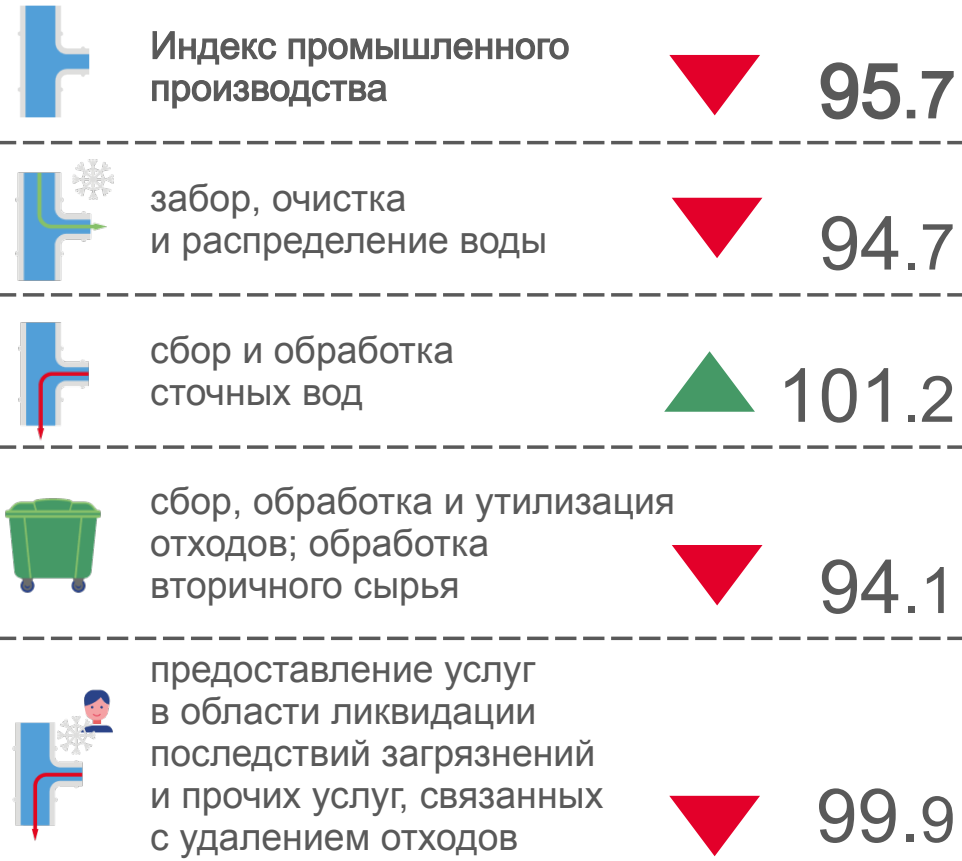 Индекс промышленного
производства
95.7
забор, очистка
и распределение воды
94.7
сбор и обработка
сточных вод
101.2
сбор, обработка и утилизация
отходов; обработка
вторичного сырья
94.1
предоставление услуг
в области ликвидации
последствий загрязнений
и прочих услуг, связанных
с удалением отходов
99.9